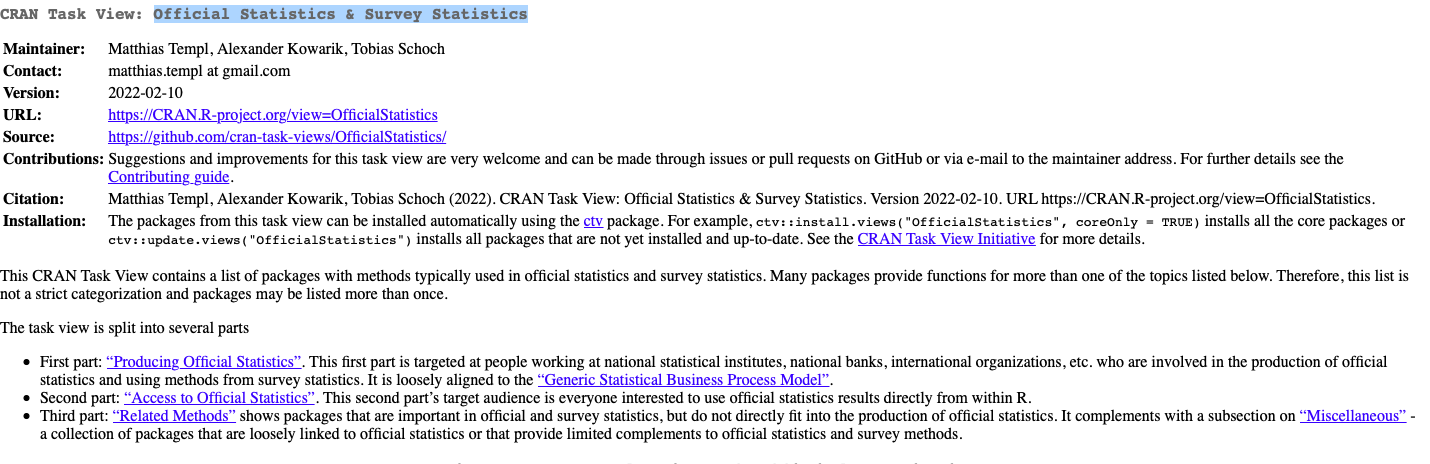 CRAN Task View: Official Statistics & Survey Statistics
Maintainer: Matthias Templ, Alexander Kowarik, Tobias Schoch
Contact: matthias.templ at gmail.com
Version: 2022-02-10
URL: https://CRAN.R-project.org/view=OfficialStatistics
Source: https://github.com/cran-task-views/OfficialStatistics/
Contributions: Suggestions and improvements for this task view are very welcome and can be made through issues or pull requests on GitHub or via e-mail to the maintainer address. For further details see the
Contributing guide.
Citation: Matthias Templ, Alexander Kowarik, Tobias Schoch (2022). CRAN Task View: Official Statistics & Survey Statistics. Version 2022-02-10. URL https://CRAN.R-project.org/view=OfficialStatistics.
Installation: The packages from this task view can be installed automatically using the ctv package. For example, ctv::install.views("OfficialStatistics", coreOnly = TRUE) installs all the core packages or
ctv::update.views("OfficialStatistics") installs all packages that are not yet installed and up-to-date. See the CRAN Task View Initiative for more details.
This CRAN Task View contains a list of packages with methods typically used in official statistics and survey statistics. Many packages provide functions for more than one of the topics listed below. Therefore, this list is
not a strict categorization and packages may be listed more than once.
The task view is split into several parts
• First part: “Producing Official Statistics”. This first part is targeted at people working at national statistical institutes, national banks, international organizations, etc. who are involved in the production of official
statistics and using methods from survey statistics. It is loosely aligned to the “Generic Statistical Business Process Model”.
• Second part: “Access to Official Statistics”. This second part’s target audience is everyone interested to use official statistics results directly from within R.
• Third part: “Related Methods” shows packages that are important in official and survey statistics, but do not directly fit into the production of official statistics. It complements with a subsection on “Miscellaneous” -
a collection of packages that are loosely linked to official statistics or that provide limited complements to official statistics and survey methods.